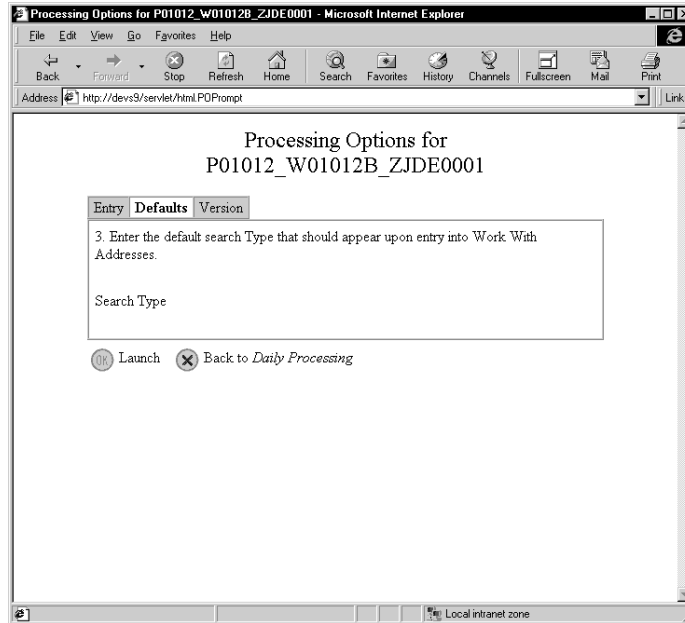 Processing Options for P01012_W01012B_ZJDE0001 - Microsoft Internet Explorer
File Edit View Go Favorites Help
Back Forward Stop Refresh Home Search Favorites History Channels Fullscreen Mail Print
Address http://devs9/servlet/html.POPrompt Link
Processing Options for
P01012_W01012B_ZJDE0001
Entry Defaults Version
3. Enter the default search Type that should appear upon entry into Work With
Addresses.
Search Type
OK Launch Back to Daily Processing
Local intranet zone